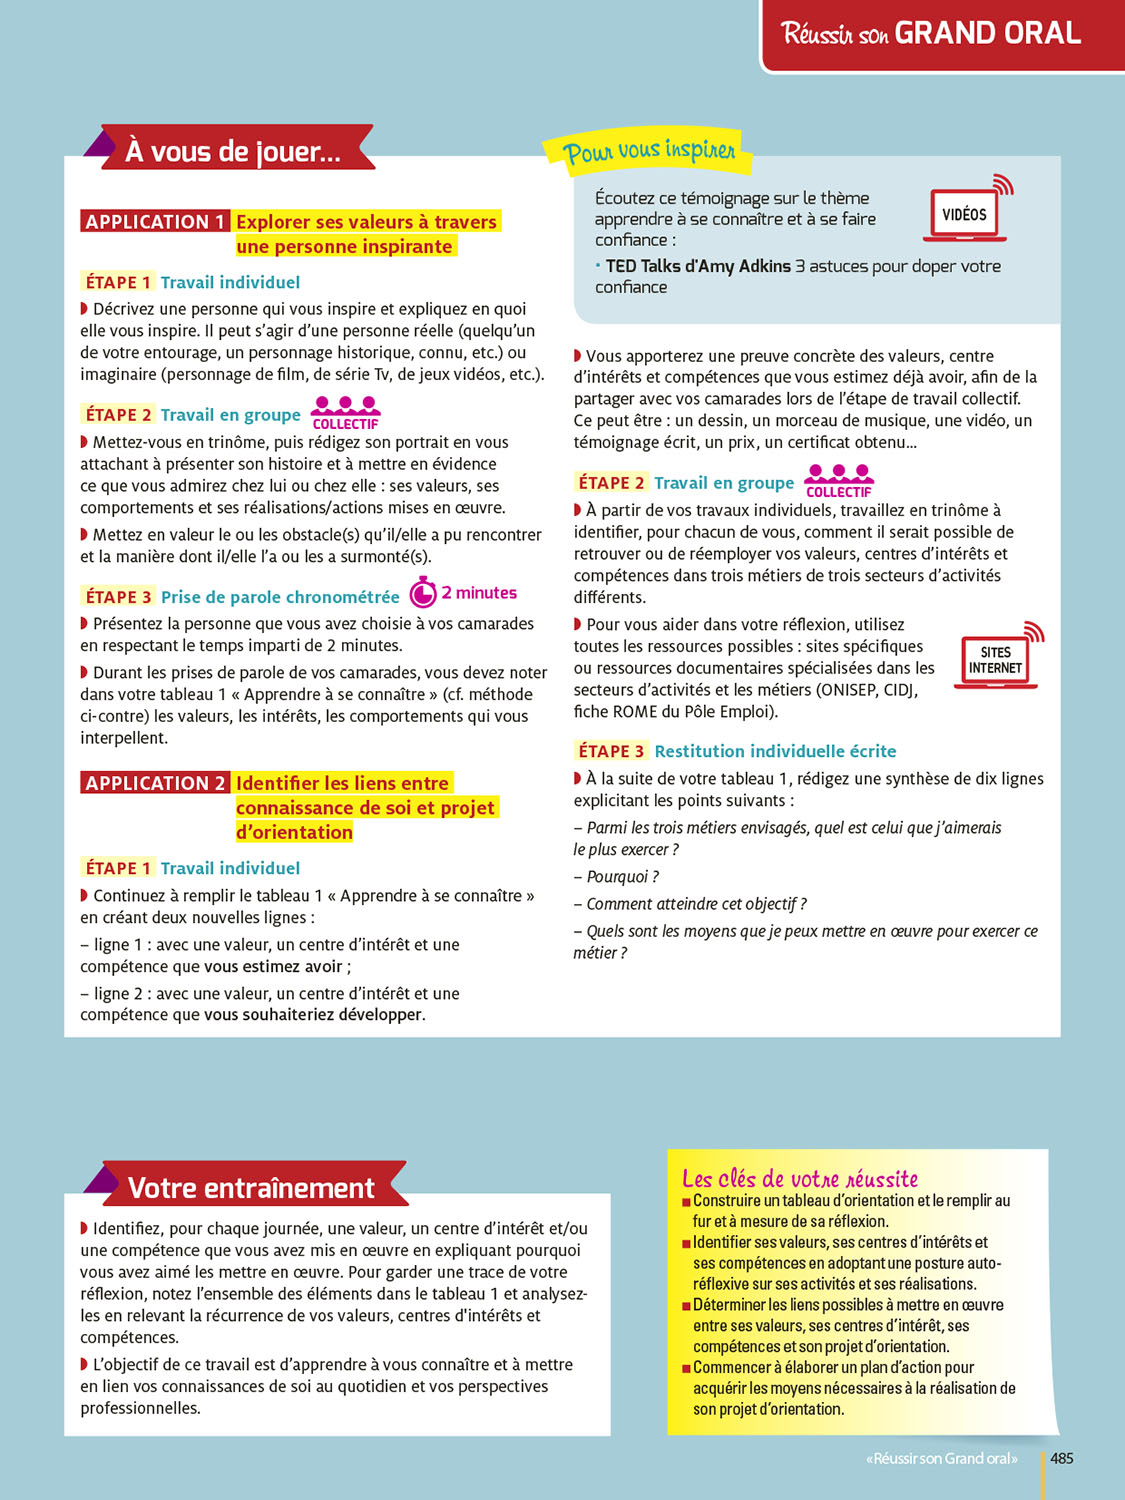 Réussir son GRAND ORAL
À vous de jouer...
APPLICATION 1 Explorer ses valeurs à travers
une personne inspirante
ÉTAPE 1 Travail individuel
Décrivez une personne qui vous inspire et expliquez en quoi
elle vous inspire. Il peut s’agir d’une personne réelle (quelqu’un
de votre entourage, un personnage historique, connu, etc.) ou
imaginaire (personnage de film, de série Tv, de jeux vidéos, etc.).
ÉTAPE 2 Travail en groupe COLLECTIF
Mettez-vous en trinôme, puis rédigez son portrait en vous
attachant à présenter son histoire et à mettre en évidence
ce que vous admirez chez lui ou chez elle : ses valeurs, ses
comportements et ses réalisations/actions mises en œuvre.
Mettez en valeur le ou les obstacle(s) qu’il/elle a pu rencontrer
et la manière dont il/elle l’a ou les a surmonté(s).
ÉTAPE 3 Prise de parole chronométrée 2 minutes
Présentez la personne que vous avez choisie à vos camarades
en respectant le temps imparti de 2 minutes.
Durant les prises de parole de vos camarades, vous devez noter
dans votre tableau 1 « Apprendre à se connaître » (cf. méthode
ci-contre) les valeurs, les intérêts, les comportements qui vous
interpellent.
APPLICATION 2 Identifier les liens entre
connaissance de soi et projet
d’orientation
ÉTAPE 1 Travail individuel
Continuez à remplir le tableau 1 « Apprendre à se connaître »
en créant deux nouvelles lignes :
– ligne 1 : avec une valeur, un centre d’intérêt et une
compétence que vous estimez avoir ;
– ligne 2 : avec une valeur, un centre d’intérêt et une
compétence que vous souhaiteriez développer.
Pour vous inspirer
Écoutez ce témoignage sur le thème
apprendre à se connaître et à se faire
confiance :
• TED Talks d'Amy Adkins 3 astuces pour doper votre
confiance
VIDÉOS
Vous apporterez une preuve concrète des valeurs, centre
d’intérêts et compétences que vous estimez déjà avoir, afin de la
partager avec vos camarades lors de l’étape de travail collectif.
Ce peut être : un dessin, un morceau de musique, une vidéo, un
témoignage écrit, un prix, un certificat obtenu...
ÉTAPE 2 Travail en groupe COLLECTIF
À partir de vos travaux individuels, travaillez en trinôme à
identifier, pour chacun de vous, comment il serait possible de
retrouver ou de réemployer vos valeurs, centres d’intérêts et
compétences dans trois métiers de trois secteurs d’activités
différents.
Pour vous aider dans votre réflexion, utilisez
toutes les ressources possibles : sites spécifiques
ou ressources documentaires spécialisées dans les
secteurs d’activités et les métiers (ONISEP, CIDJ,
fiche ROME du Pôle Emploi).
SITES
INTERNET
ÉTAPE 3 Restitution individuelle écrite
À la suite de votre tableau 1, rédigez une synthèse de dix lignes
explicitant les points suivants :
– Parmi les trois métiers envisagés, quel est celui que j’aimerais
le plus exercer ?
– Pourquoi ?
– Comment atteindre cet objectif ?
– Quels sont les moyens que je peux mettre en œuvre pour exercer ce
métier ?
Votre entraînement
Identifiez, pour chaque journée, une valeur, un centre d’intérêt et/ou
une compétence que vous avez mis en œuvre en expliquant pourquoi
vous avez aimé les mettre en œuvre. Pour garder une trace de votre
réflexion, notez l’ensemble des éléments dans le tableau 1 et analysez-
les en relevant la récurrence de vos valeurs, centres d'intérêts et
compétences.
L’objectif de ce travail est d’apprendre à vous connaître et à mettre
en lien vos connaissances de soi au quotidien et vos perspectives
professionnelles.
Les clés de votre réussite
Construire un tableau d’orientation et le remplir au
fur et à mesure de sa réflexion.
Identifier ses valeurs, ses centres d’intérêts et
ses compétences en adoptant une posture auto-
réflexive sur ses activités et ses réalisations.
Déterminer les liens possibles à mettre en œuvre
entre ses valeurs, ses centres d’intérêt, ses
compétences et son projet d’orientation.
Commencer à élaborer un plan d’action pour
acquérir les moyens nécessaires à la réalisation de
son projet d’orientation.
«Réussir son Grand oral» 485